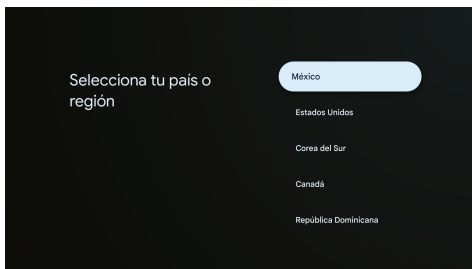 Selecciona tu país o
región
México
Estados Unidos
Corea del Sur
Canadá
República Dominicana